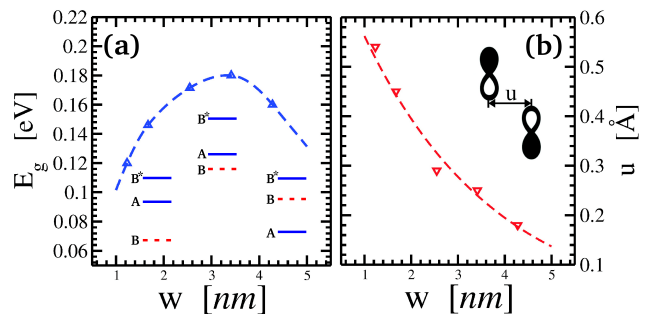 (a)
E_g [eV]
0.22
0.2
0.18
0.16
0.14
0.12
0.1
0.08
0.06
B*
A
B
B*
A
B
B*
B
A
1 2 3 4 5
w [nm]
(b)
u
0.6
0.5
0.4
0.3
0.2
0.1
u [Å]
1 2 3 4 5
w [nm]